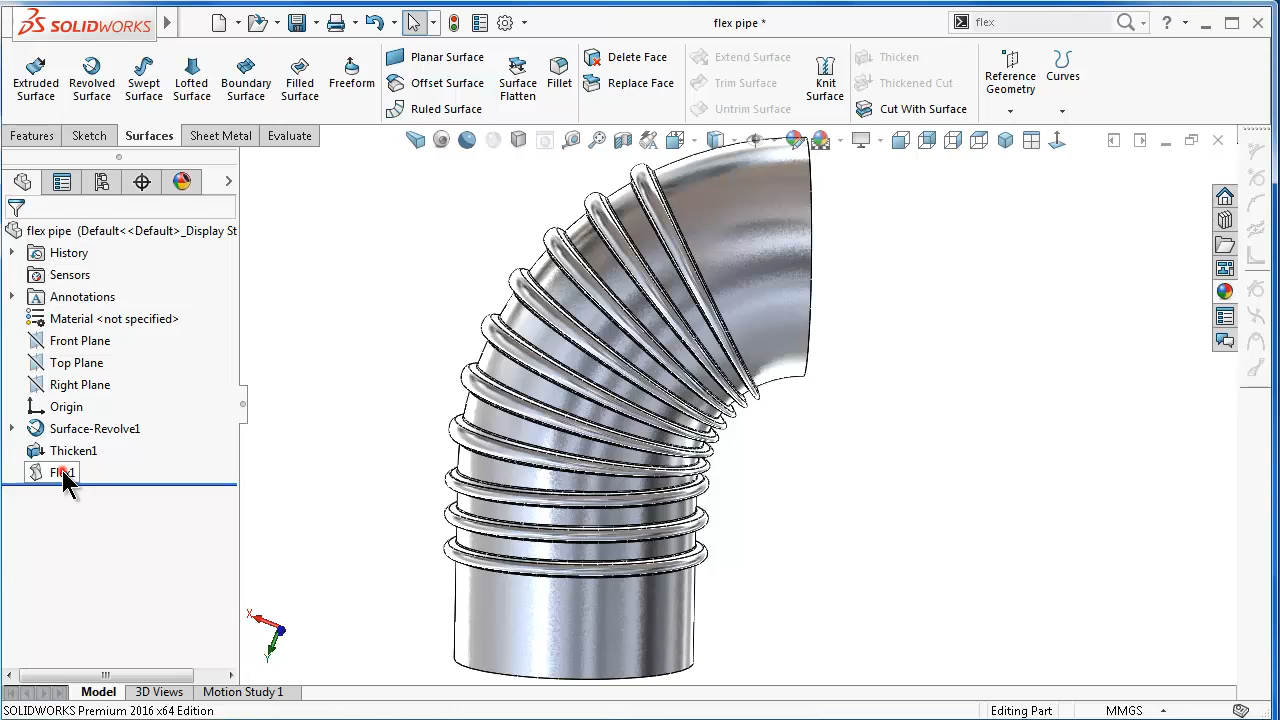 SOLIDWORKS
flex pipe *
flex
?
Extruded Surface
Revolved Surface
Swept Surface
Lofted Surface
Boundary Surface
Filled Surface
Freeform
Planar Surface
Offset Surface
Ruled Surface
Surface Flatten
Fillet
Delete Face
Replace Face
Extend Surface
Trim Surface
Untrim Surface
Knit Surface
Thicken
Thickened Cut
Cut With Surface
Reference Geometry
Curves
Features
Sketch
Surfaces
Sheet Metal
Evaluate
flex pipe (Default<<Default>_Display St
History
Sensors
Annotations
Material <not specified>
Front Plane
Top Plane
Right Plane
Origin
Surface-Revolve1
Thicken1
X
Y
Model
3D Views
Motion Study 1
SOLIDWORKS Premium 2016 x64 Edition
Editing Part
MMGS